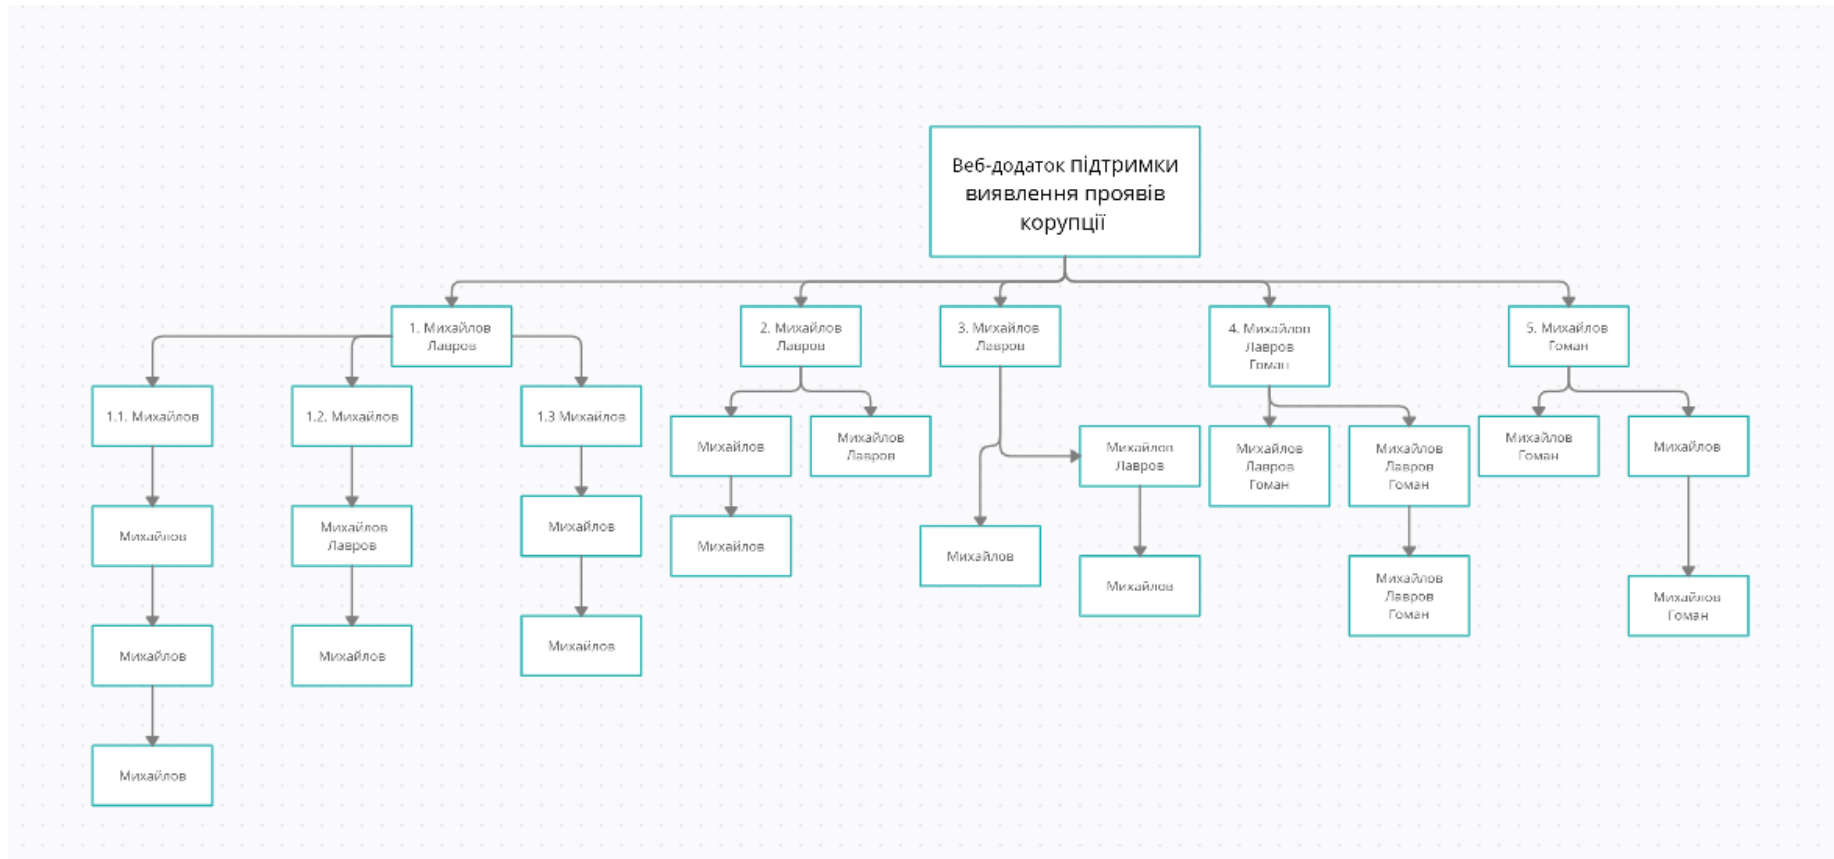 Веб-додаток підтримки
виявлення проявів
корупції
1. Михайлов
Лавров
2. Михайлов
Лавров
3. Михайлов
Лавров
4. Михайлов
Лавров
Гоман
5. Михайлов
Гоман
1.1. Михайлов
1.2. Михайлов
1.3 Михайлов
Михайлов
Михайлов
Лавров
Михайлов
Лавров
Михайлов
Лавров
Гоман
Михайлов
Лавров
Гоман
Михайлов
Гоман
Михайлов
Михайлов
Михайлов
Лавров
Михайлов
Михайлов
Михайлов
Михайлов
Михайлов
Лавров
Гоман
Михайлов
Гоман
Михайлов
Михайлов
Михайлов
Михайлов